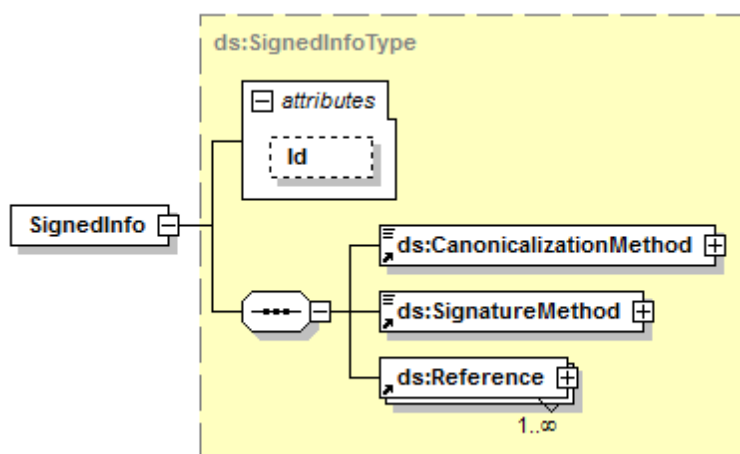 ds:SignedInfoType
attributes
Id
SignedInfo
ds:CanonicalizationMethod
ds:SignatureMethod
ds:Reference
1..∞